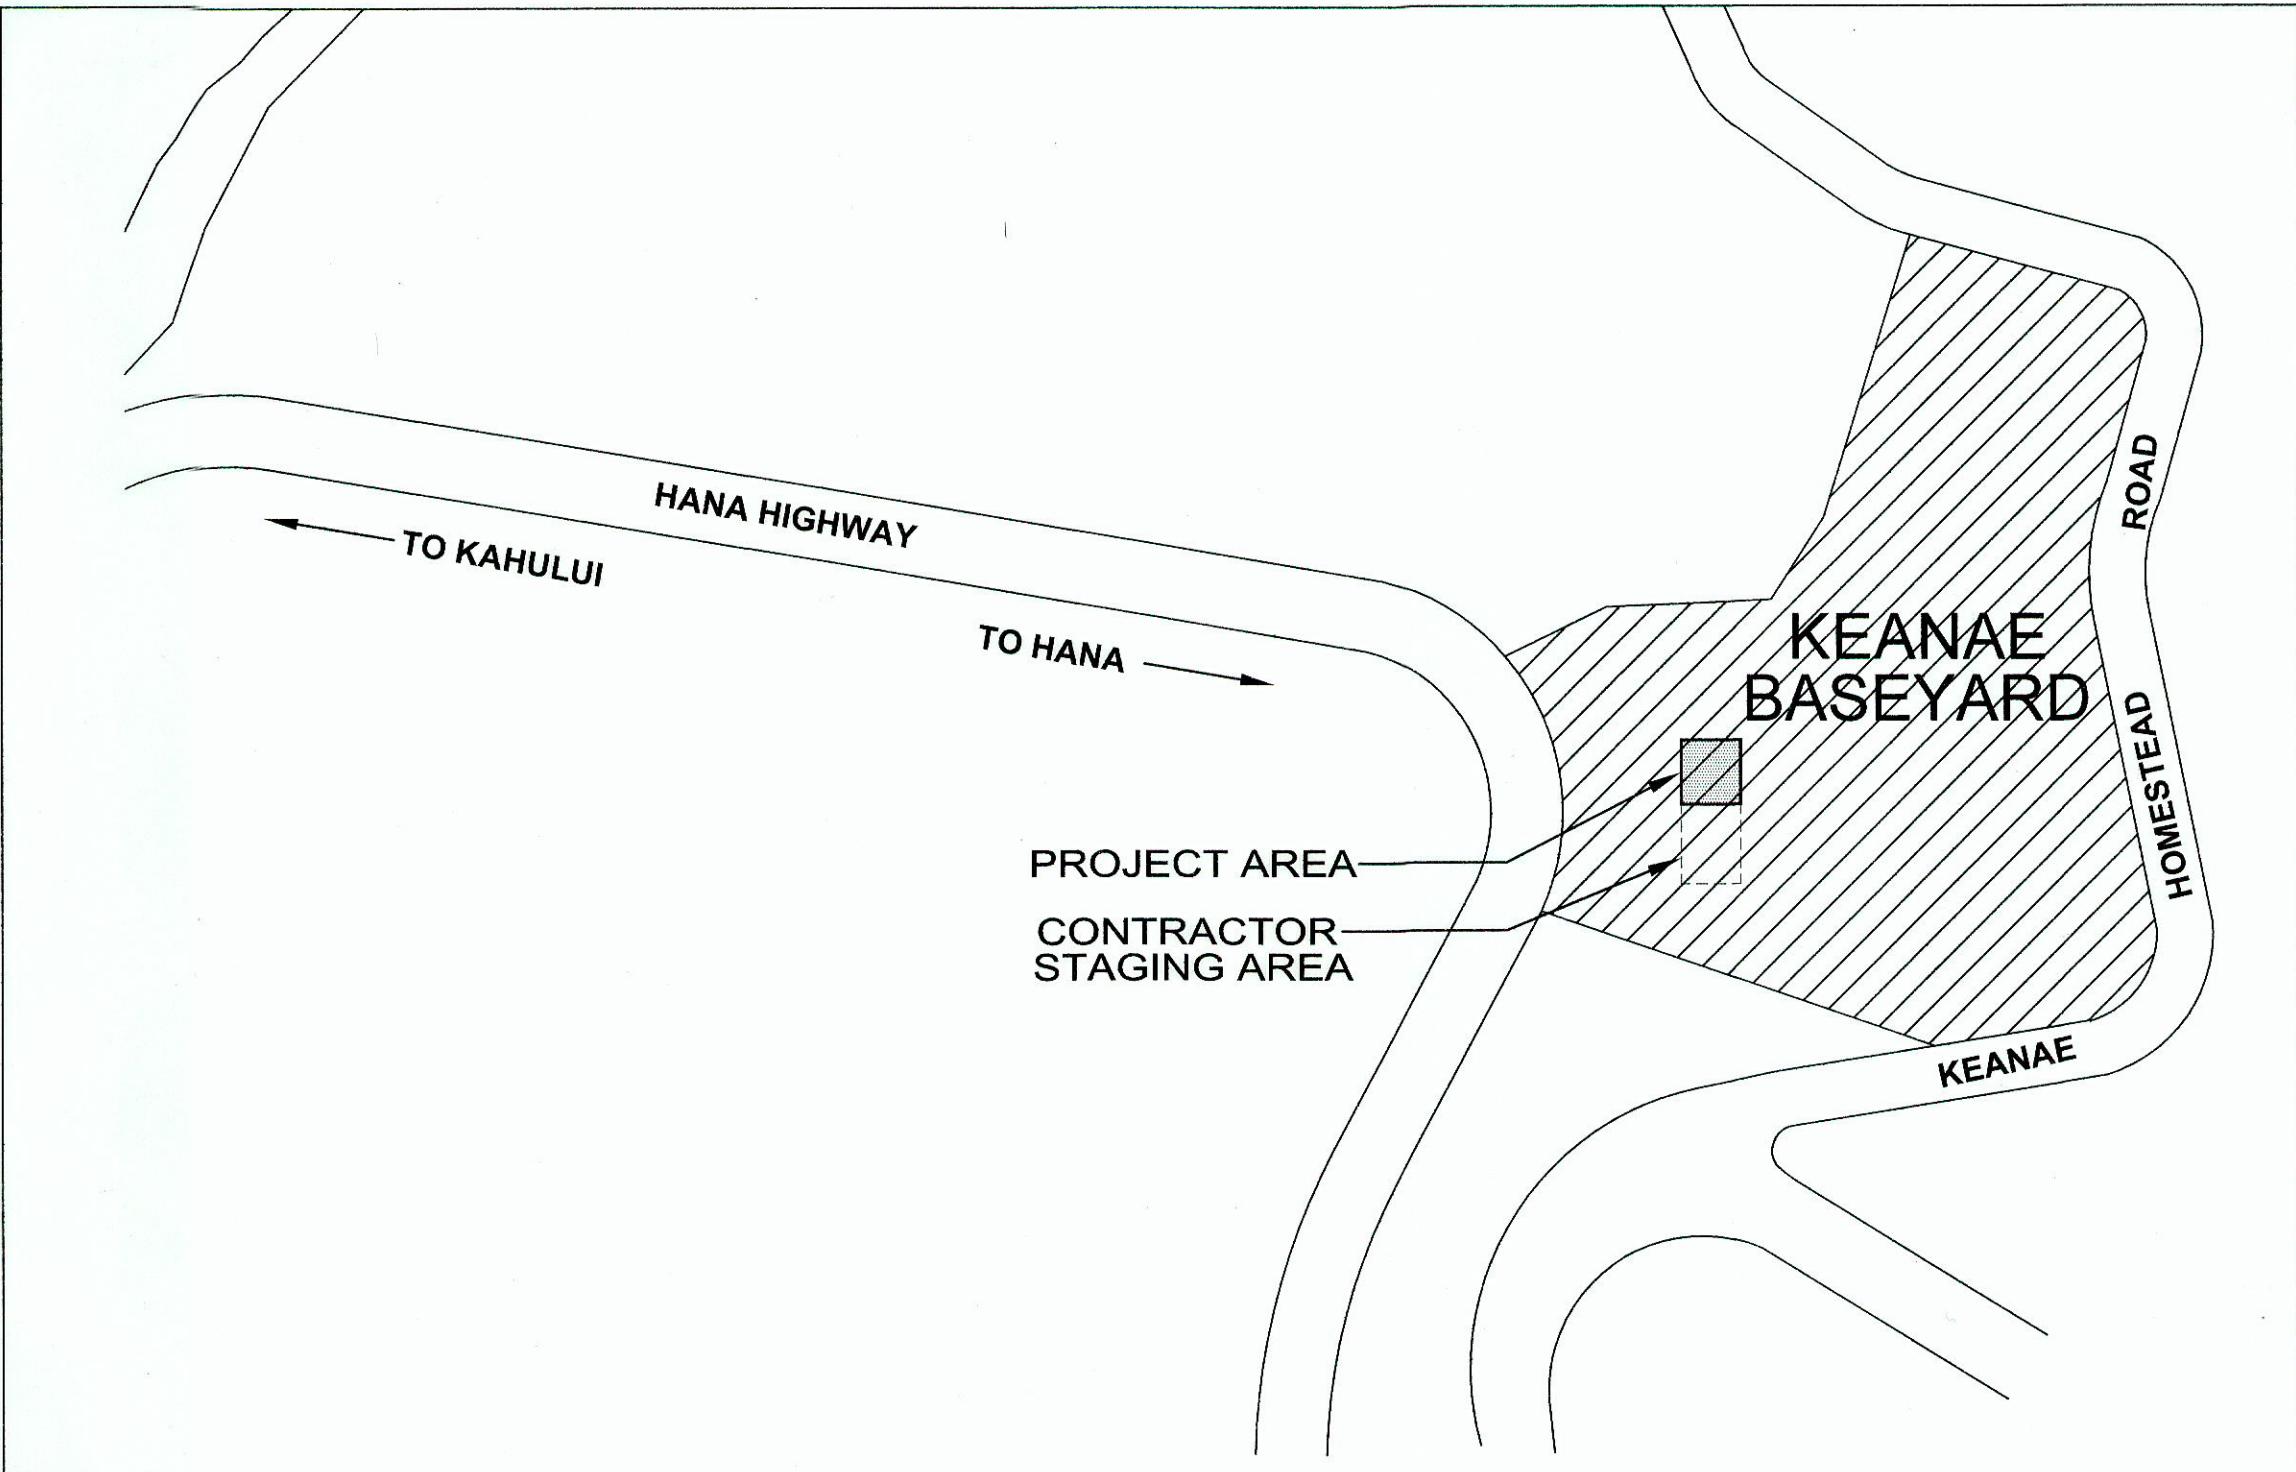 ROAD
HANA HIGHWAY
TO KAHULUI
TO HANA
KEANAE
BASEYARD
HOMESTEAD
PROJECT AREA
CONTRACTOR
STAGING AREA
KEANAE